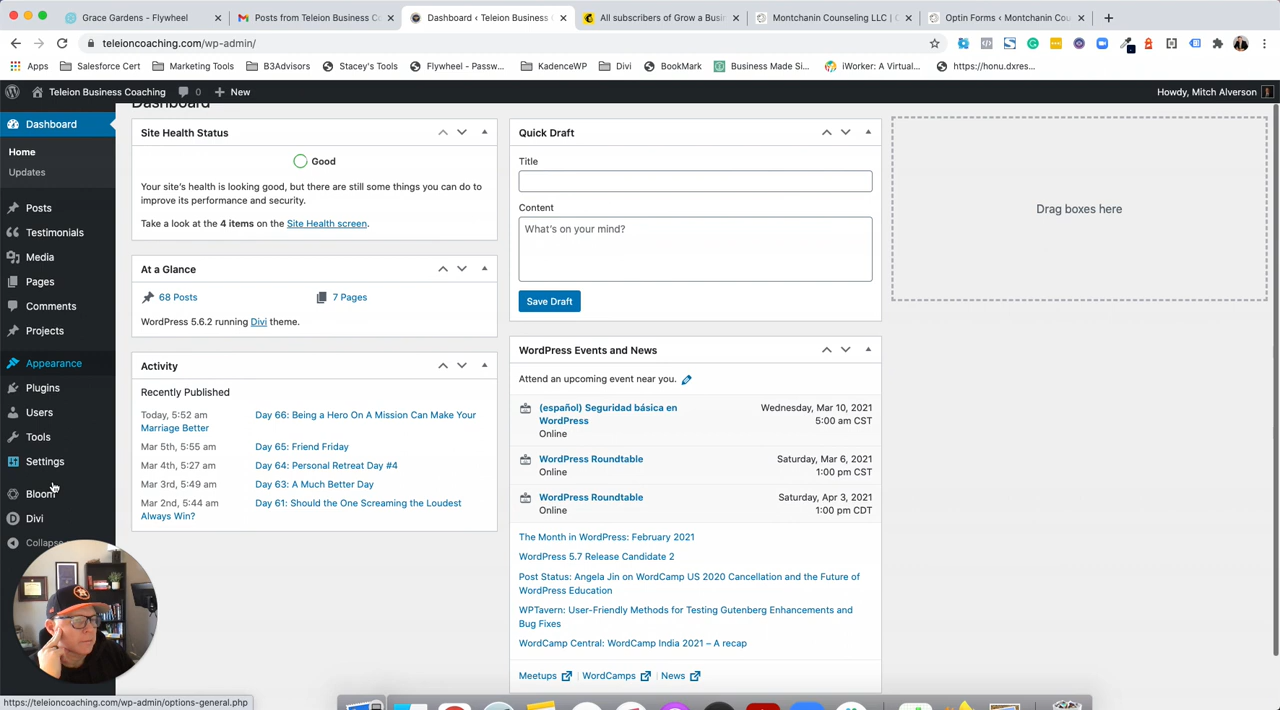 Grace Gardens - Flywheel
Posts from Teleion Business Co
Dashboard ‹ Teleion Business C
All subscribers of Grow a Busin
Montchanin Counseling LLC | C
Optin Forms ‹ Montchanin Cou
teleioncoaching.com/wp-admin/
Apps
Salesforce Cert
Marketing Tools
B3Advisors
Stacey's Tools
Flywheel - Passw...
KadenceWP
Divi
BookMark
Business Made Si...
iWorker: A Virtual...
https://honu.dxres...
Teleion Business Coaching
0
New
Howdy, Mitch Alverson
Dashboard
Home
Updates
Posts
Testimonials
Media
Pages
Comments
Projects
Appearance
Plugins
Users
Tools
Settings
Bloom
Divi
Collapse
Dashboard
Site Health Status
Good
Your site's health is looking good, but there are still some things you can do to
improve its performance and security.
Take a look at the 4 items on the Site Health screen.
At a Glance
68 Posts
7 Pages
WordPress 5.6.2 running Divi theme.
Activity
Recently Published
Today, 5:52 am
Day 66: Being a Hero On A Mission Can Make Your
Marriage Better
Mar 5th, 5:55 am
Day 65: Friend Friday
Mar 4th, 5:27 am
Day 64: Personal Retreat Day #4
Mar 3rd, 5:49 am
Day 63: A Much Better Day
Mar 2nd, 5:44 am
Day 61: Should the One Screaming the Loudest
Always Win?
Quick Draft
Title
Content
What's on your mind?
Save Draft
WordPress Events and News
Attend an upcoming event near you.
(español) Seguridad básica en
WordPress
Online
Wednesday, Mar 10, 2021
5:00 am CST
WordPress Roundtable
Online
Saturday, Mar 6, 2021
1:00 pm CST
WordPress Roundtable
Online
Saturday, Apr 3, 2021
1:00 pm CDT
The Month in WordPress: February 2021
WordPress 5.7 Release Candidate 2
Post Status: Angela Jin on WordCamp US 2020 Cancellation and the Future of
WordPress Education
WPTavern: User-Friendly Methods for Testing Gutenberg Enhancements and
Bug Fixes
WordCamp Central: WordCamp India 2021 – A recap
Meetups
WordCamps
News
Drag boxes here
https://teleioncoaching.com/wp-admin/options-general.php